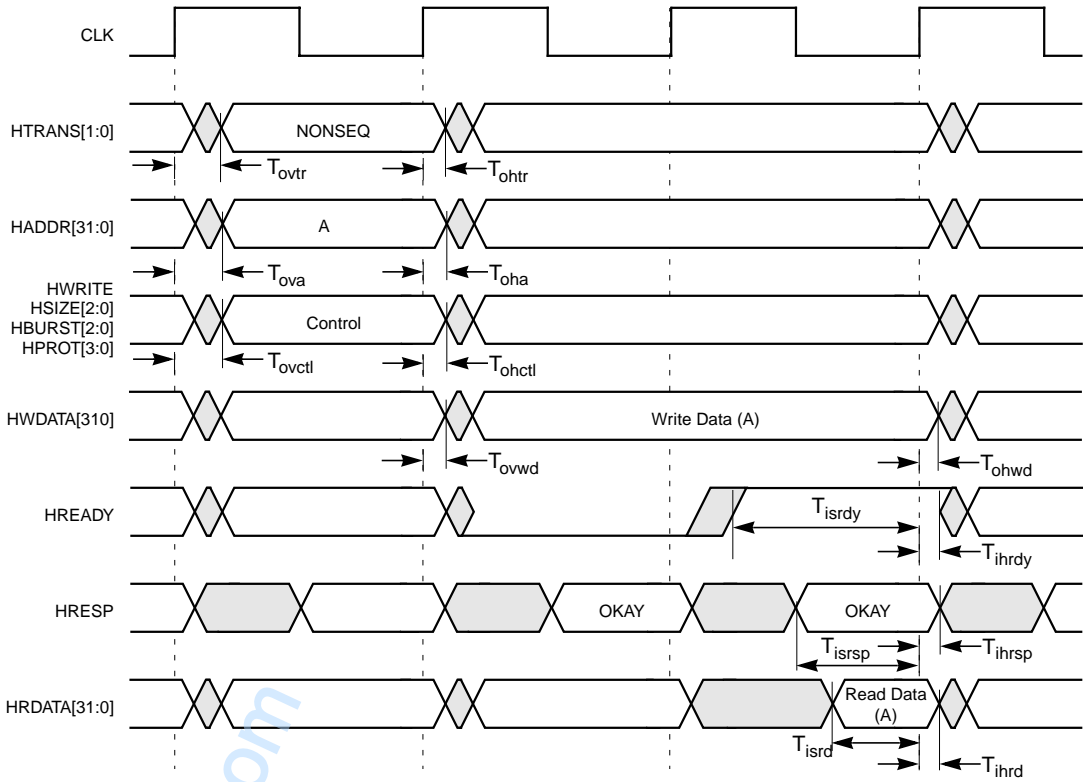 CLK
HTRANS[1:0]
NONSEQ
Tovtr
Tohtr
HADDR[31:0]
A
Tova
Toha
HWRITE
HSIZE[2:0]
HBURST[2:0]
HPROT[3:0]
Control
Tovctl
Tohctl
HWDATA[310]
Write Data (A)
Tovwd
Tohwd
HREADY
Tisrdy
Tihrdy
HRESP
OKAY
OKAY
Tisrsp
Tihrsp
HRDATA[31:0]
Read Data
(A)
Tisrd
Tihrd
om